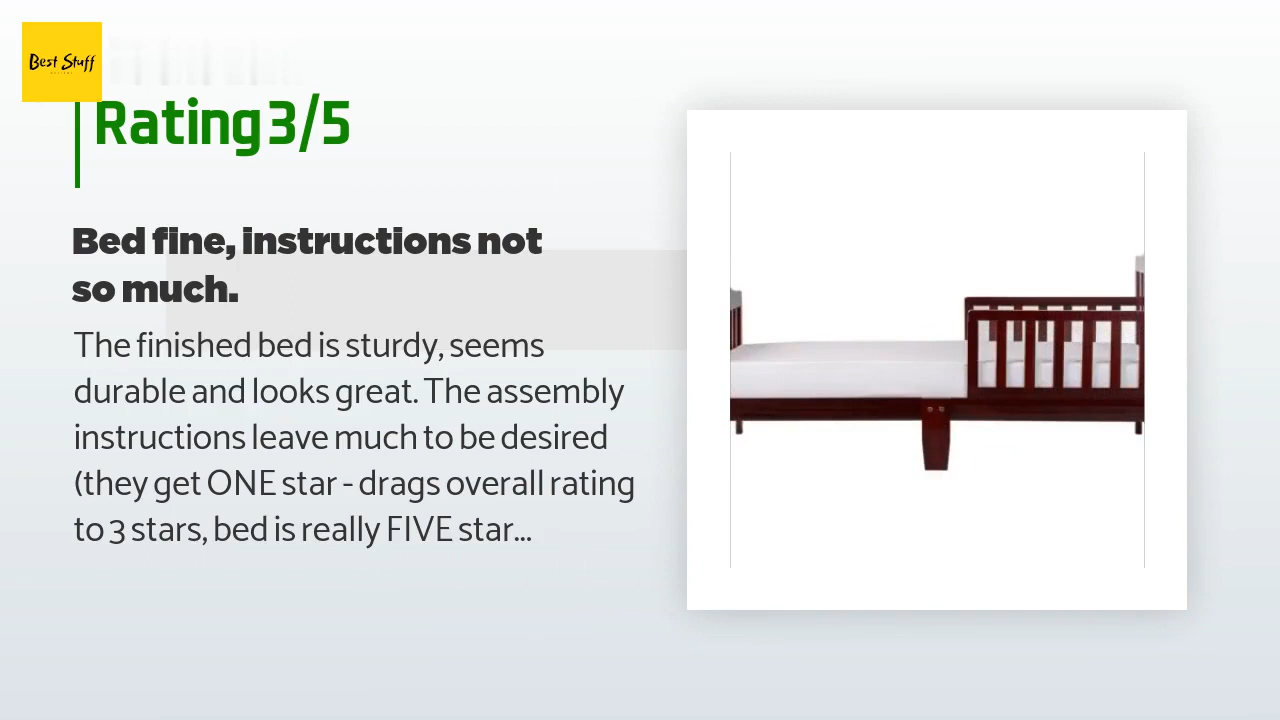 Best Stuff
Rating 3/5
Bed fine, instructions not
so much.
The finished bed is sturdy, seems
durable and looks great. The assembly
instructions leave much to be desired
(they get ONE star - drags overall rating
to 3 stars, bed is really FIVE star...